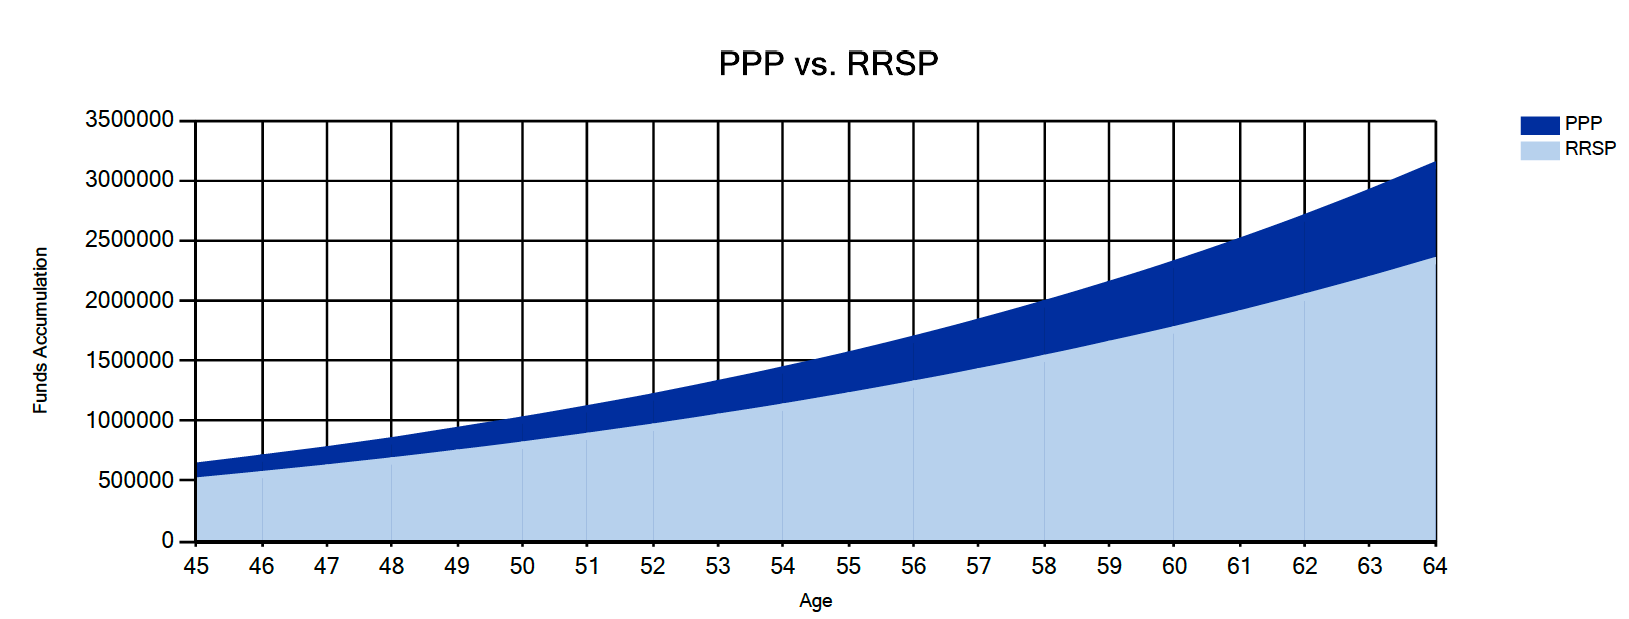 PPP vs. RRSP
PPP
RRSP
3500000
3000000
2500000
2000000
1500000
1000000
500000
0
Funds Accumulation
45 46 47 48 49 50 51 52 53 54 55 56 57 58 59 60 61 62 63 64
Age